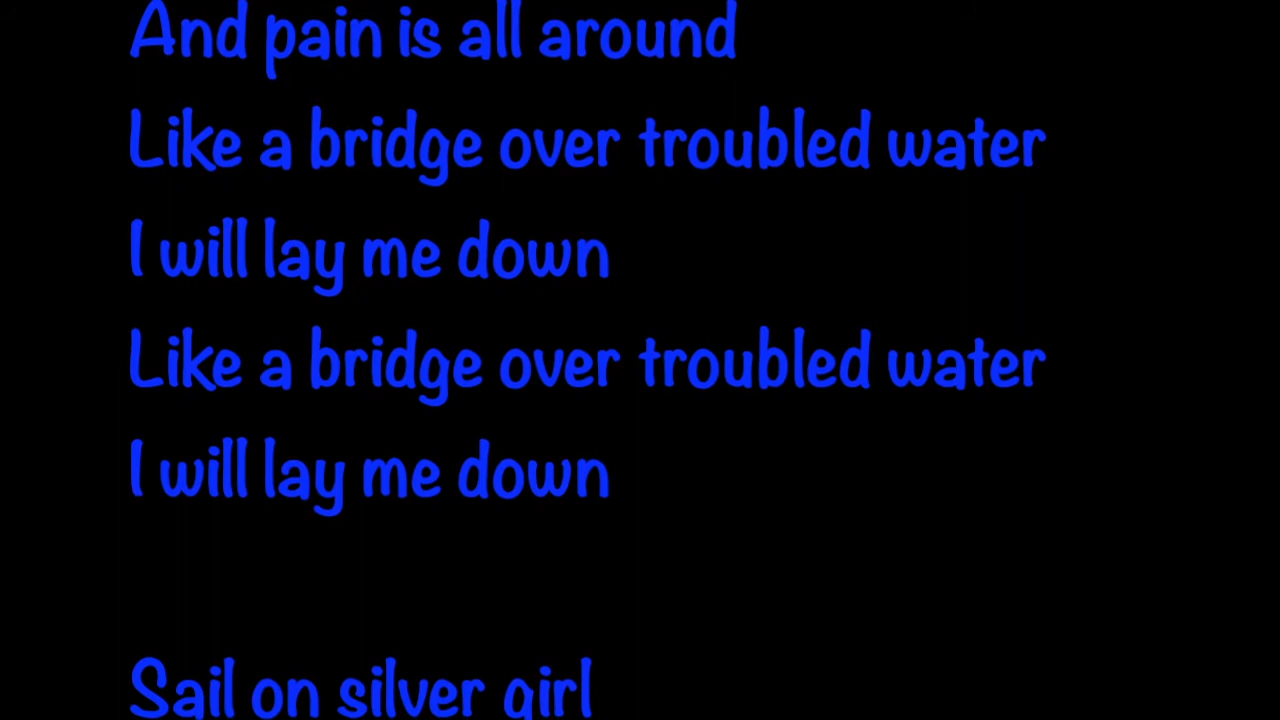 And pain is all around
Like a bridge over troubled water
I will lay me down
Like a bridge over troubled water
I will lay me down
Sail on silver girl